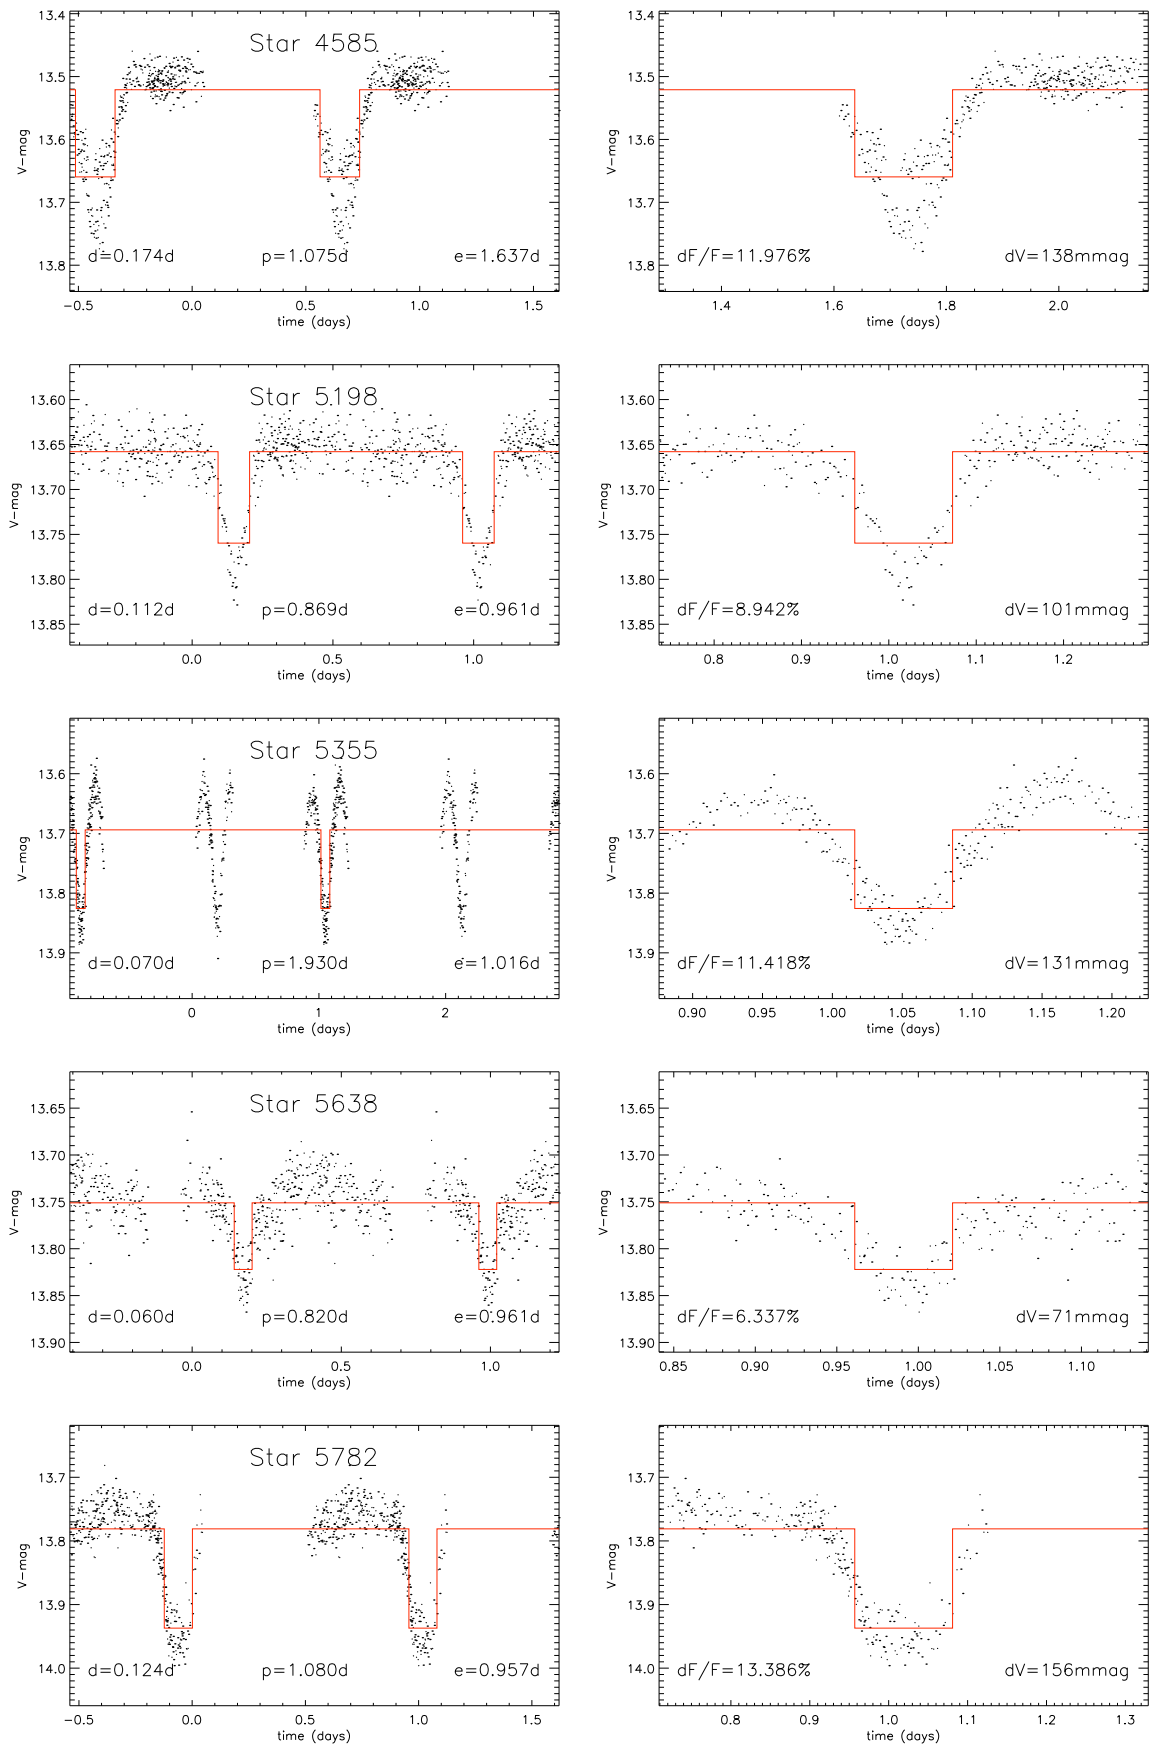 Star 4585
13.4
13.5
13.6
13.7
13.8
V-mag
d=0.174d p=1.075d e=1.637d
-0.5 0.0 0.5 1.0 1.5
time (days)
13.4
13.5
13.6
13.7
13.8
V-mag
dF/F=11.976% dV=138mmag
1.4 1.6 1.8 2.0
time (days)
Star 5198
13.60
13.65
13.70
13.75
13.80
13.85
V-mag
d=0.112d p=0.869d e=0.961d
0.0 0.5 1.0
time (days)
13.60
13.65
13.70
13.75
13.80
13.85
V-mag
dF/F=8.942% dV=101mmag
0.8 0.9 1.0 1.1 1.2
time (days)
Star 5355
13.6
13.7
13.8
13.9
V-mag
d=0.070d p=1.930d e=1.016d
0 1 2
time (days)
13.6
13.7
13.8
13.9
V-mag
dF/F=11.418% dV=131mmag
0.90 0.95 1.00 1.05 1.10 1.15 1.20
time (days)
Star 5638
13.65
13.70
13.75
13.80
13.85
13.90
V-mag
d=0.060d p=0.820d e=0.961d
0.0 0.5 1.0
time (days)
13.65
13.70
13.75
13.80
13.85
13.90
V-mag
dF/F=6.337% dV=71mmag
0.85 0.90 0.95 1.00 1.05 1.10
time (days)
Star 5782
13.7
13.8
13.9
14.0
V-mag
d=0.124d p=1.080d e=0.957d
-0.5 0.0 0.5 1.0 1.5
time (days)
13.7
13.8
13.9
14.0
V-mag
dF/F=13.386% dV=156mmag
0.8 0.9 1.0 1.1 1.2 1.3
time (days)